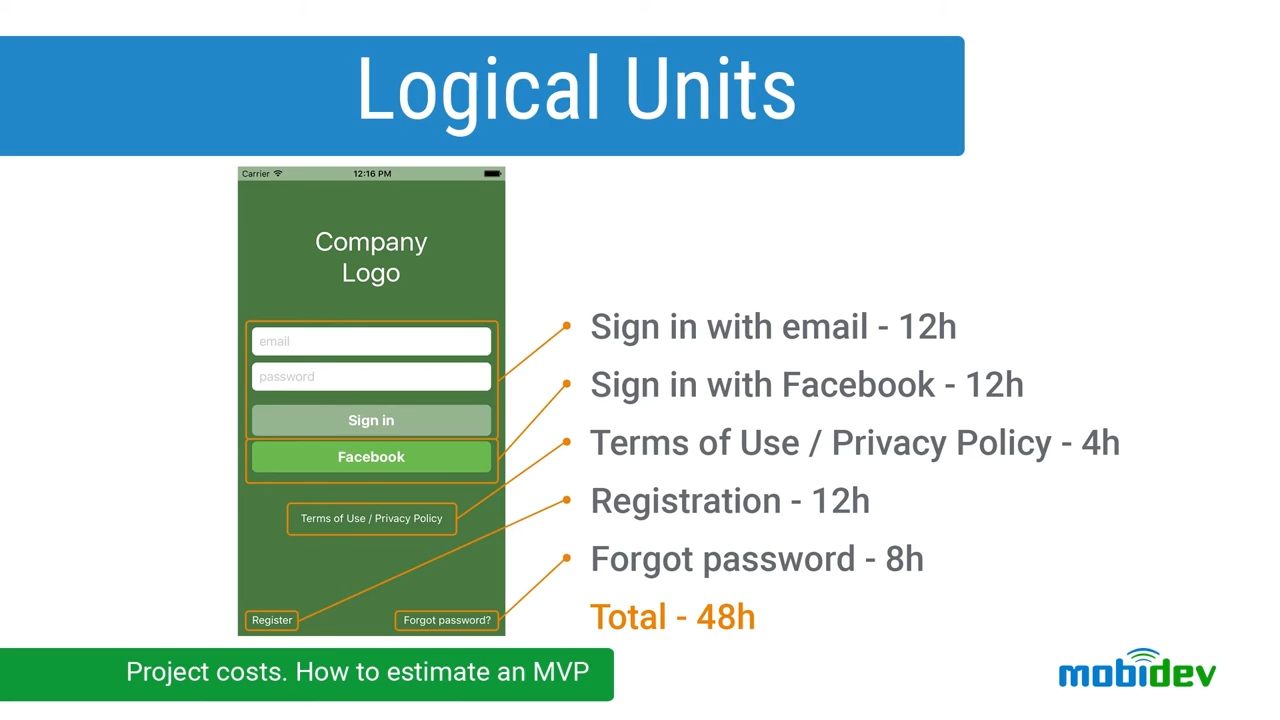 Logical Units
Carrier 12:16 PM
Company
Logo
email
password
Sign in
Facebook
Terms of Use / Privacy Policy
Register
Forgot password?
Sign in with email - 12h
Sign in with Facebook - 12h
Terms of Use / Privacy Policy - 4h
Registration - 12h
Forgot password - 8h
Total - 48h
Project costs. How to estimate an MVP
mobidev